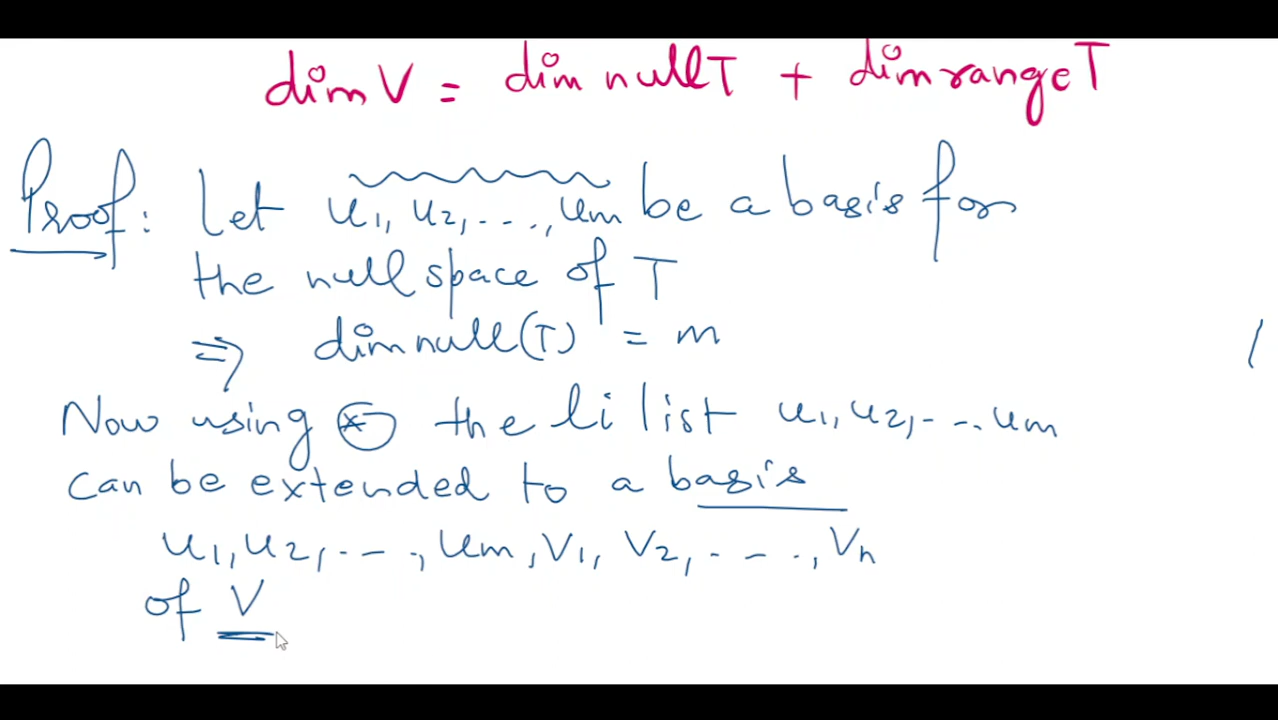 dim V = dim null T + dim range T
Proof: Let u1, u2, ..., um be a basis for
the null space of T
⇒ dim null (T) = m
Now using ⊛ the li list u1, u2, ..., um
can be extended to a basis
u1, u2, ..., um, v1, v2, ...., vn
of V